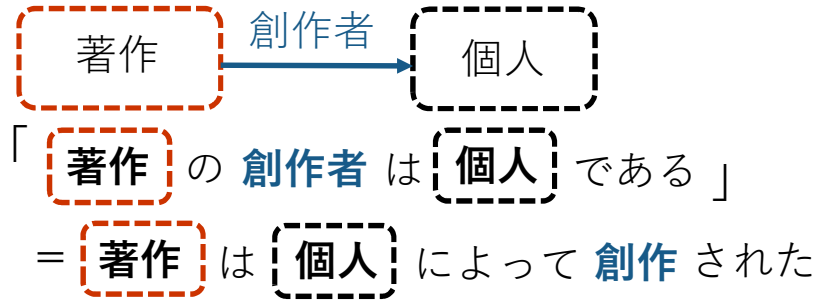 著作 創作者 個人
「 著作 の 創作者 は 個人 である 」
= 著作 は 個人 によって 創作 された